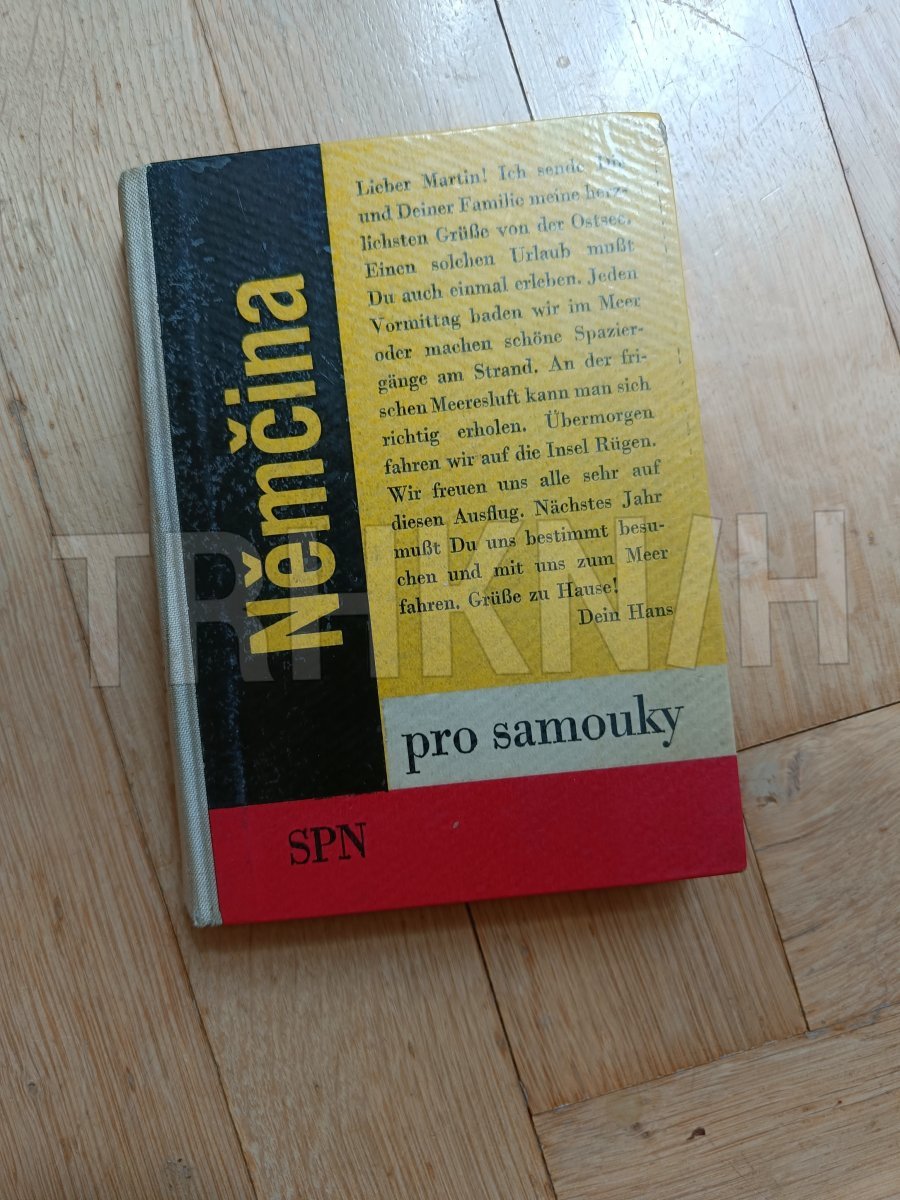 Němčina
Lieber Martin! Ich sende Dir
und Deiner Familie meine herz-
lichsten Grüße von der Ostsee.
Einen solchen Urlaub mußt
Du auch einmal erleben. Jeden
Vormittag baden wir im Meer
oder machen schöne Spazier-
gänge am Strand. An der fri-
schen Meeresluft kann man sich
richtig erholen. Übermorgen
fahren wir auf die Insel Rügen.
Wir freuen uns alle sehr auf
diesen Ausflug. Nächstes Jahr
mußt Du uns bestimmt besu-
chen und mit uns zum Meer
fahren. Grüße zu Hause!
Dein Hans
pro samouky
SPN
TRHKNIH